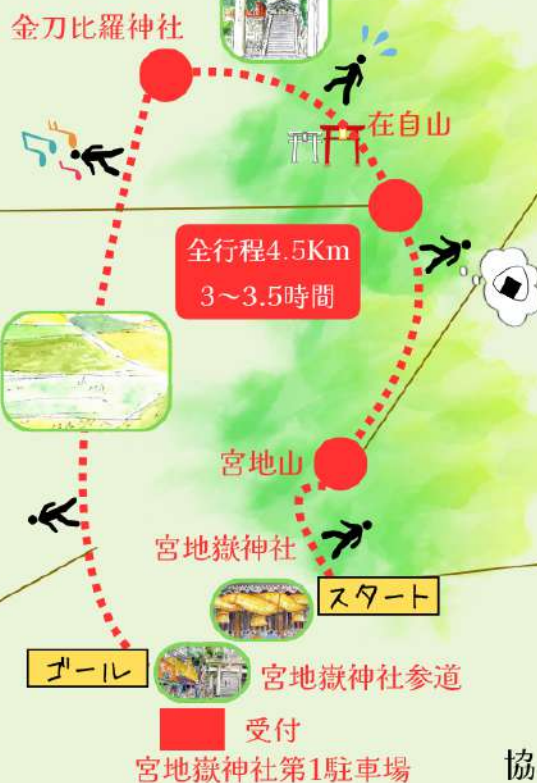 金刀比羅神社
在自山
全行程4.5Km
3〜3.5時間
宮地山
宮地嶽神社
スタート
ゴール
宮地嶽神社参道
受付
宮地嶽神社第1駐車場
協